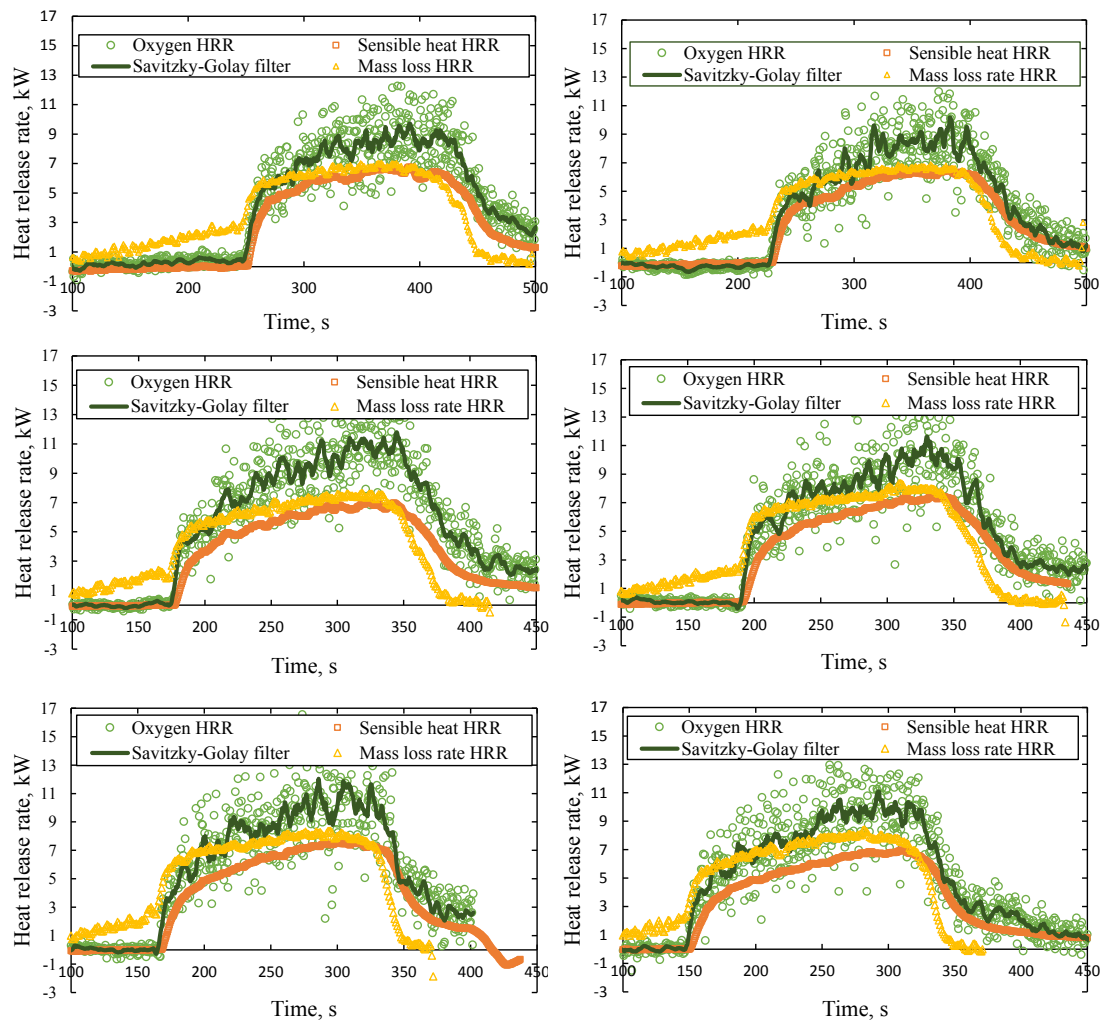 Heat release rate, kW
17
15
13
11
9
7
5
3
1
-1
-3
Oxygen HRR Sensible heat HRR
Savitzky-Golay filter Mass loss HRR
100 200 300 400 500
Time, s
Heat release rate, kW
17
15
13
11
9
7
5
3
1
-1
-3
Oxygen HRR Sensible heat HRR
Savitzky-Golay filter Mass loss rate HRR
100 200 300 400 500
Time, s
Heat release rate, kW
17
15
13
11
9
7
5
3
1
-1
-3
Oxygen HRR Sensible heat HRR
Savitzky-Golay filter Mass loss rate HRR
100 150 200 250 300 350 400 450
Time, s
Heat release rate, kW
17
15
13
11
9
7
5
3
1
-1
-3
Oxygen HRR Sensible heat HRR
Savitzky-Golay filter Mass loss rate HRR
100 150 200 250 300 350 400 450
Time, s
Heat release rate, kW
17
15
13
11
9
7
5
3
1
-1
-3
Oxygen HRR Sensible heat HRR
Savitzky-Golay filter Mass loss rate HRR
100 150 200 250 300 350 400 450
Time, s
Heat release rate, kW
17
15
13
11
9
7
5
3
1
-1
-3
Oxygen HRR Sensible heat HRR
Savitzky-Golay filter Mass loss rate HRR
100 150 200 250 300 350 400 450
Time, s